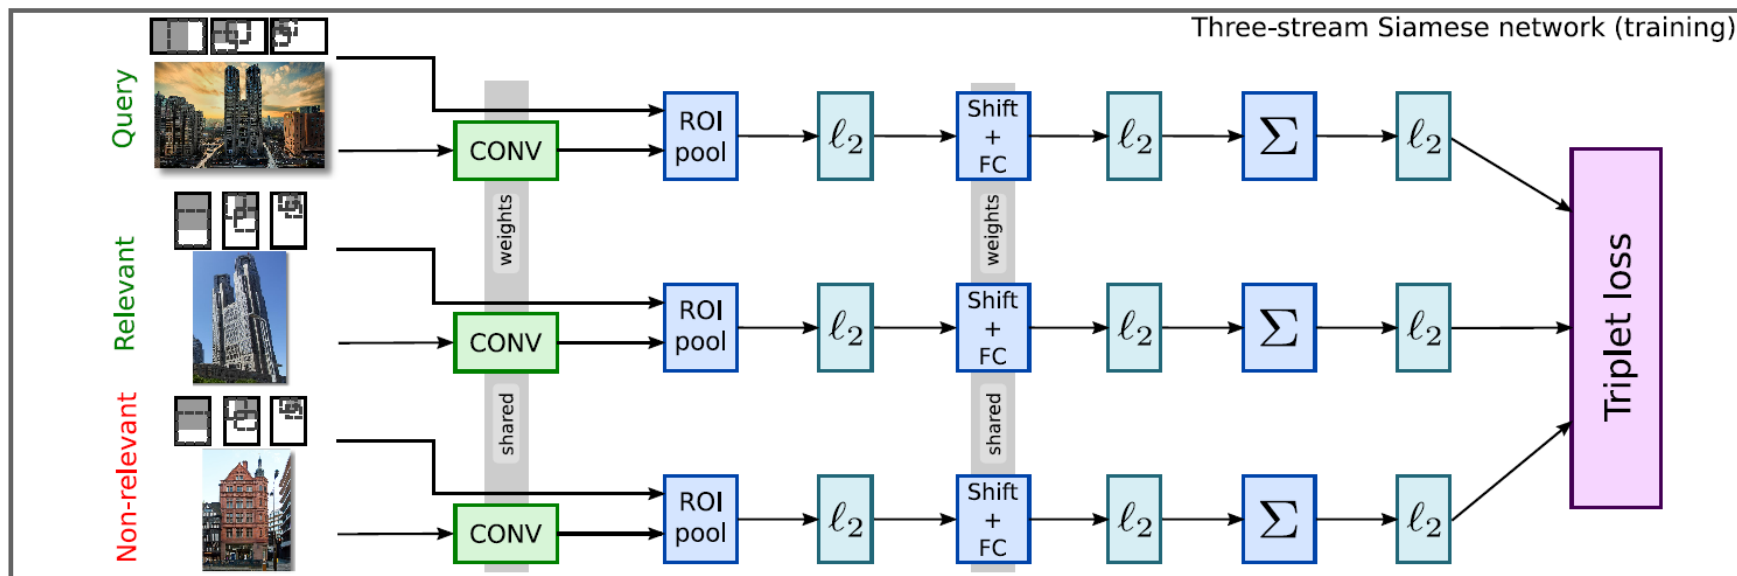 Three-stream Siamese network (training)
Query
CONV
ROI
pool
ℓ2
Shift
+
FC
ℓ2
Σ
ℓ2
weights
weights
Relevant
CONV
ROI
pool
ℓ2
Shift
+
FC
ℓ2
Σ
ℓ2
Triplet loss
shared
shared
Non-relevant
CONV
ROI
pool
ℓ2
Shift
+
FC
ℓ2
Σ
ℓ2